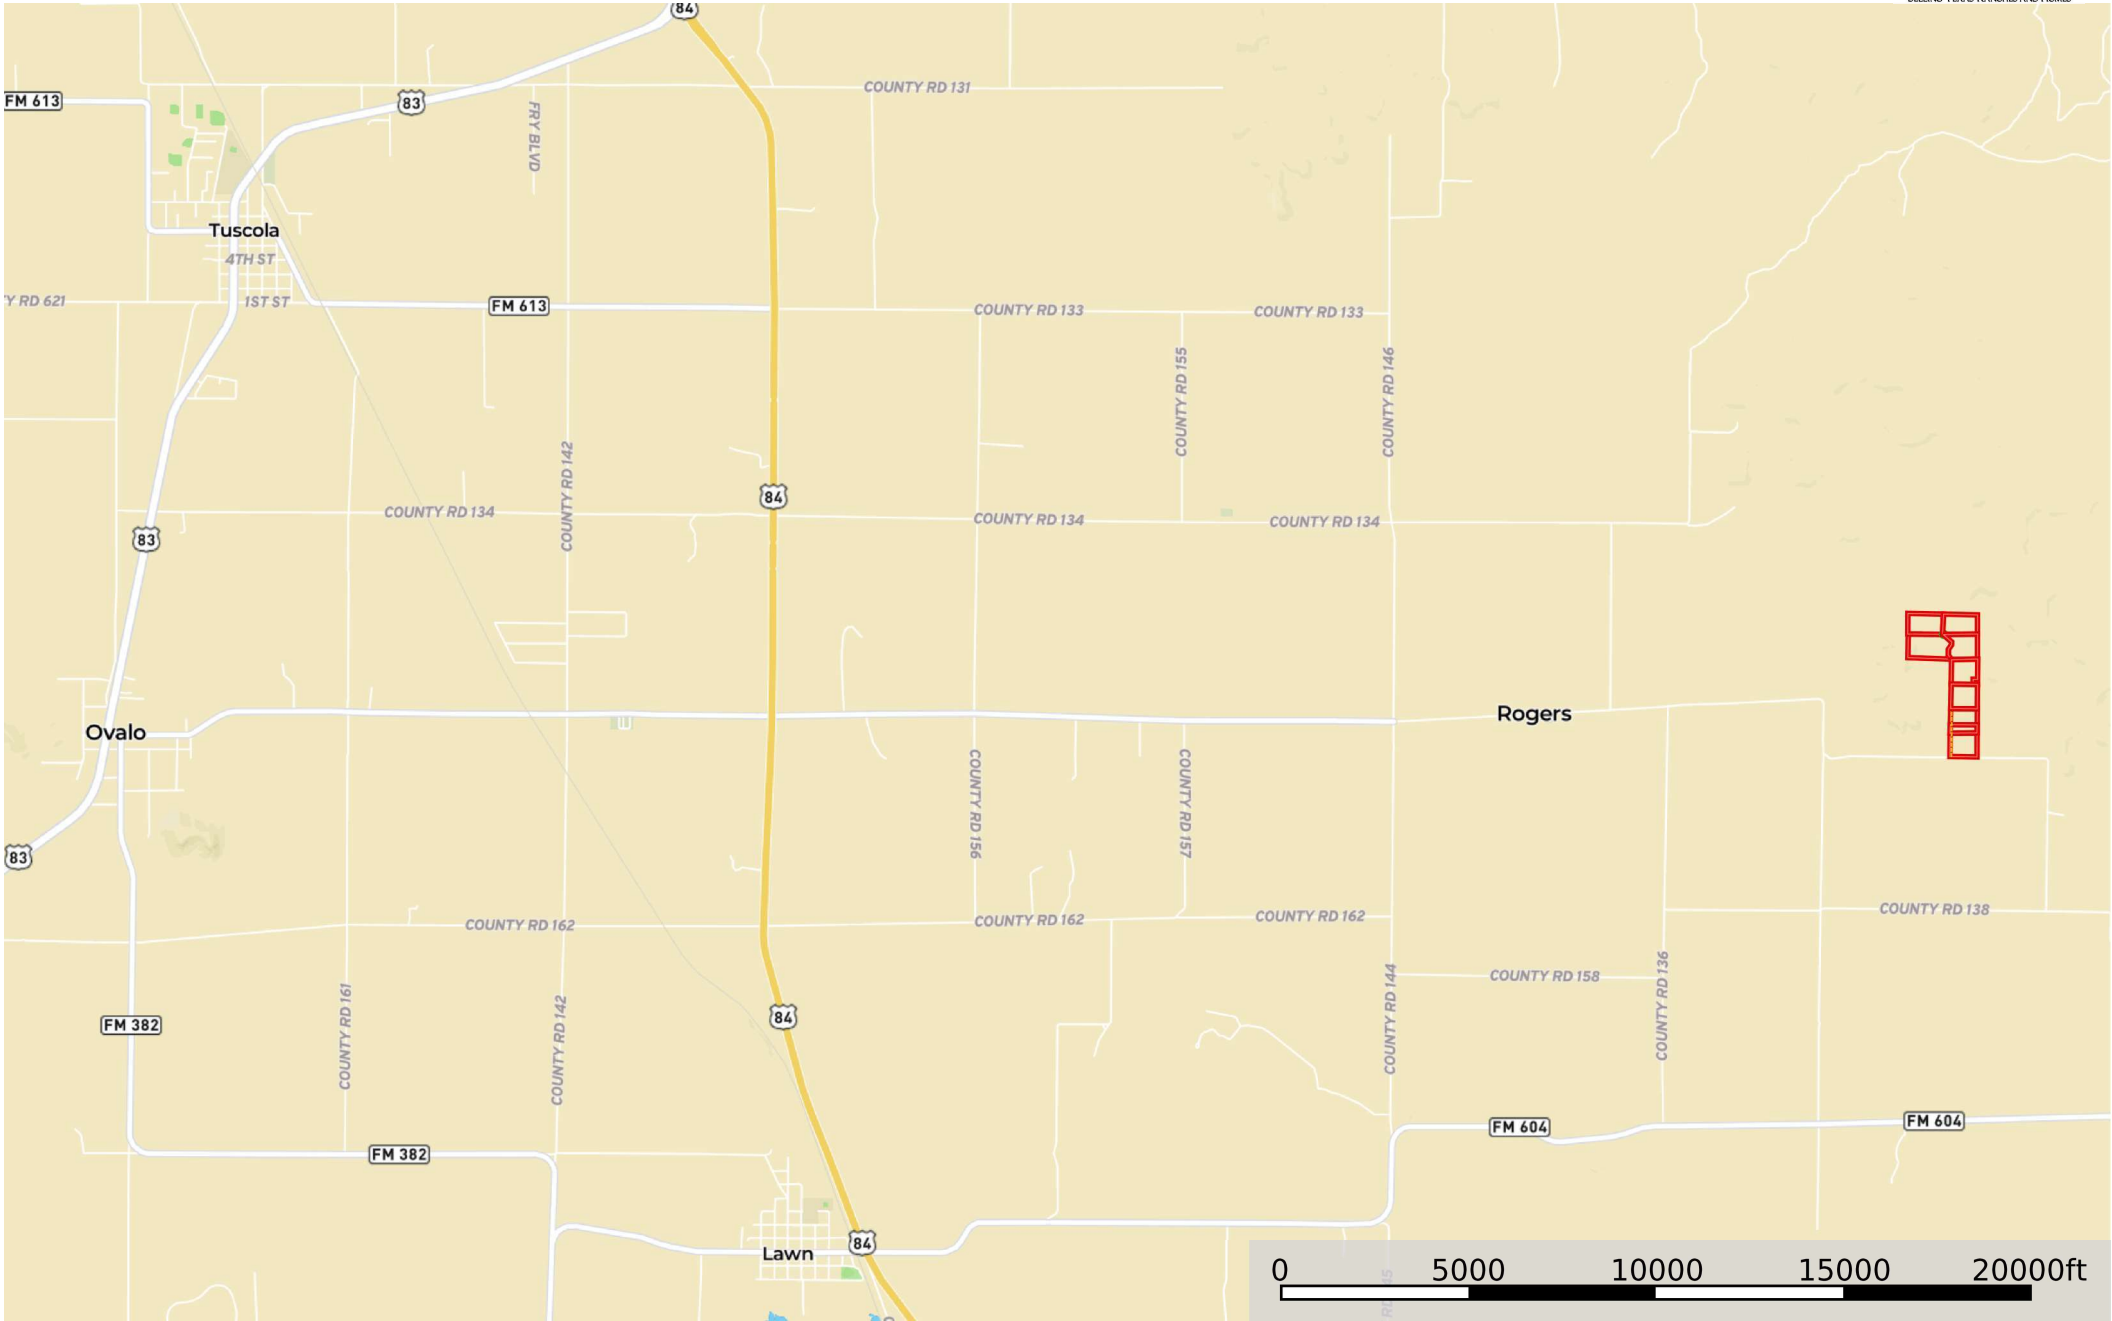 84
COUNTY RD 131
FM 613
83
FRY BLVD
Tuscola
4TH ST
Y RD 621
1ST ST
FM 613
COUNTY RD 133
COUNTY RD 133
COUNTY RD 155
COUNTY RD 146
COUNTY RD 142
84
COUNTY RD 134
COUNTY RD 134
COUNTY RD 134
83
Ovalo
Rogers
COUNTY RD 156
COUNTY RD 157
83
COUNTY RD 162
COUNTY RD 162
COUNTY RD 162
COUNTY RD 138
COUNTY RD 158
COUNTY RD 136
COUNTY RD 144
FM 382
COUNTY RD 161
COUNTY RD 142
84
FM 604
FM 604
FM 382
84
Lawn
0 5000 10000 15000 20000ft